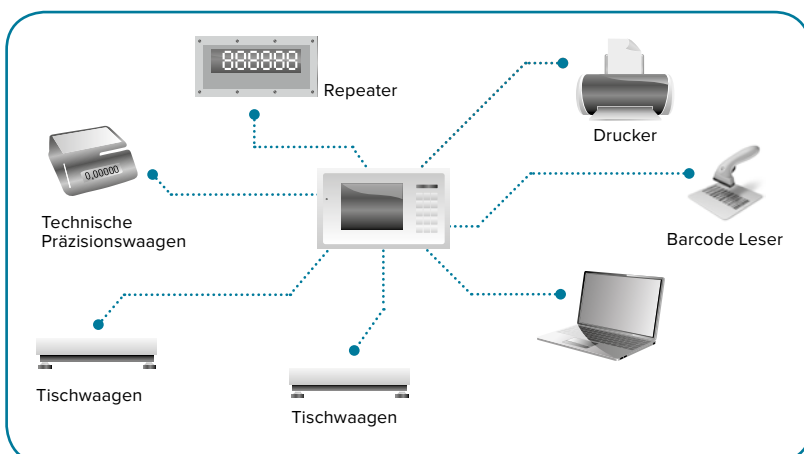 888888
Repeater
Drucker
0,00000
Technische
Präzisionswaagen
Barcode Leser
Tischwaagen
Tischwaagen